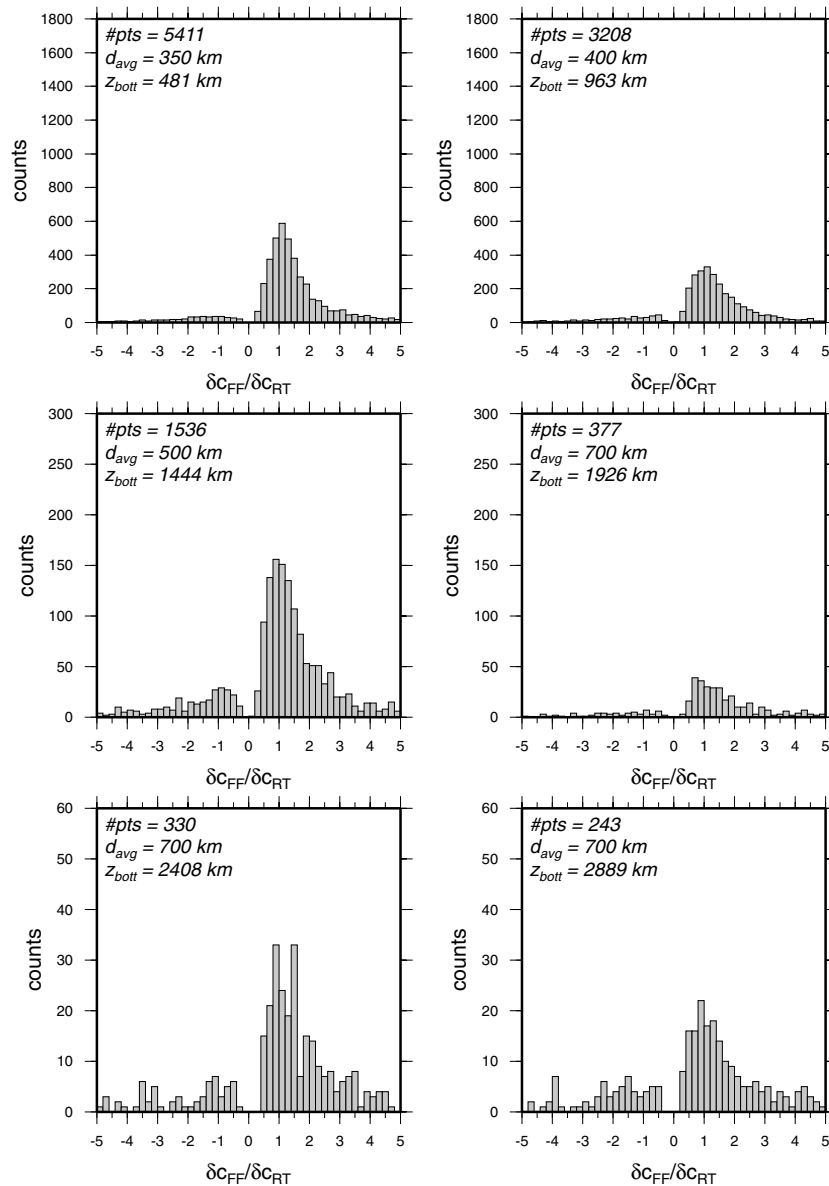 #pts = 5411
d_avg = 350 km
z_bott = 481 km
1800
1600
1400
1200
1000
800
600
400
200
0
counts
-5 -4 -3 -2 -1 0 1 2 3 4 5
δc_FF/δc_RT
#pts = 3208
d_avg = 400 km
z_bott = 963 km
1800
1600
1400
1200
1000
800
600
400
200
0
counts
-5 -4 -3 -2 -1 0 1 2 3 4 5
δc_FF/δc_RT
#pts = 1536
d_avg = 500 km
z_bott = 1444 km
300
250
200
150
100
50
0
counts
-5 -4 -3 -2 -1 0 1 2 3 4 5
δc_FF/δc_RT
#pts = 377
d_avg = 700 km
z_bott = 1926 km
300
250
200
150
100
50
0
counts
-5 -4 -3 -2 -1 0 1 2 3 4 5
δc_FF/δc_RT
#pts = 330
d_avg = 700 km
z_bott = 2408 km
60
50
40
30
20
10
0
counts
-5 -4 -3 -2 -1 0 1 2 3 4 5
δc_FF/δc_RT
#pts = 243
d_avg = 700 km
z_bott = 2889 km
60
50
40
30
20
10
0
counts
-5 -4 -3 -2 -1 0 1 2 3 4 5
δc_FF/δc_RT